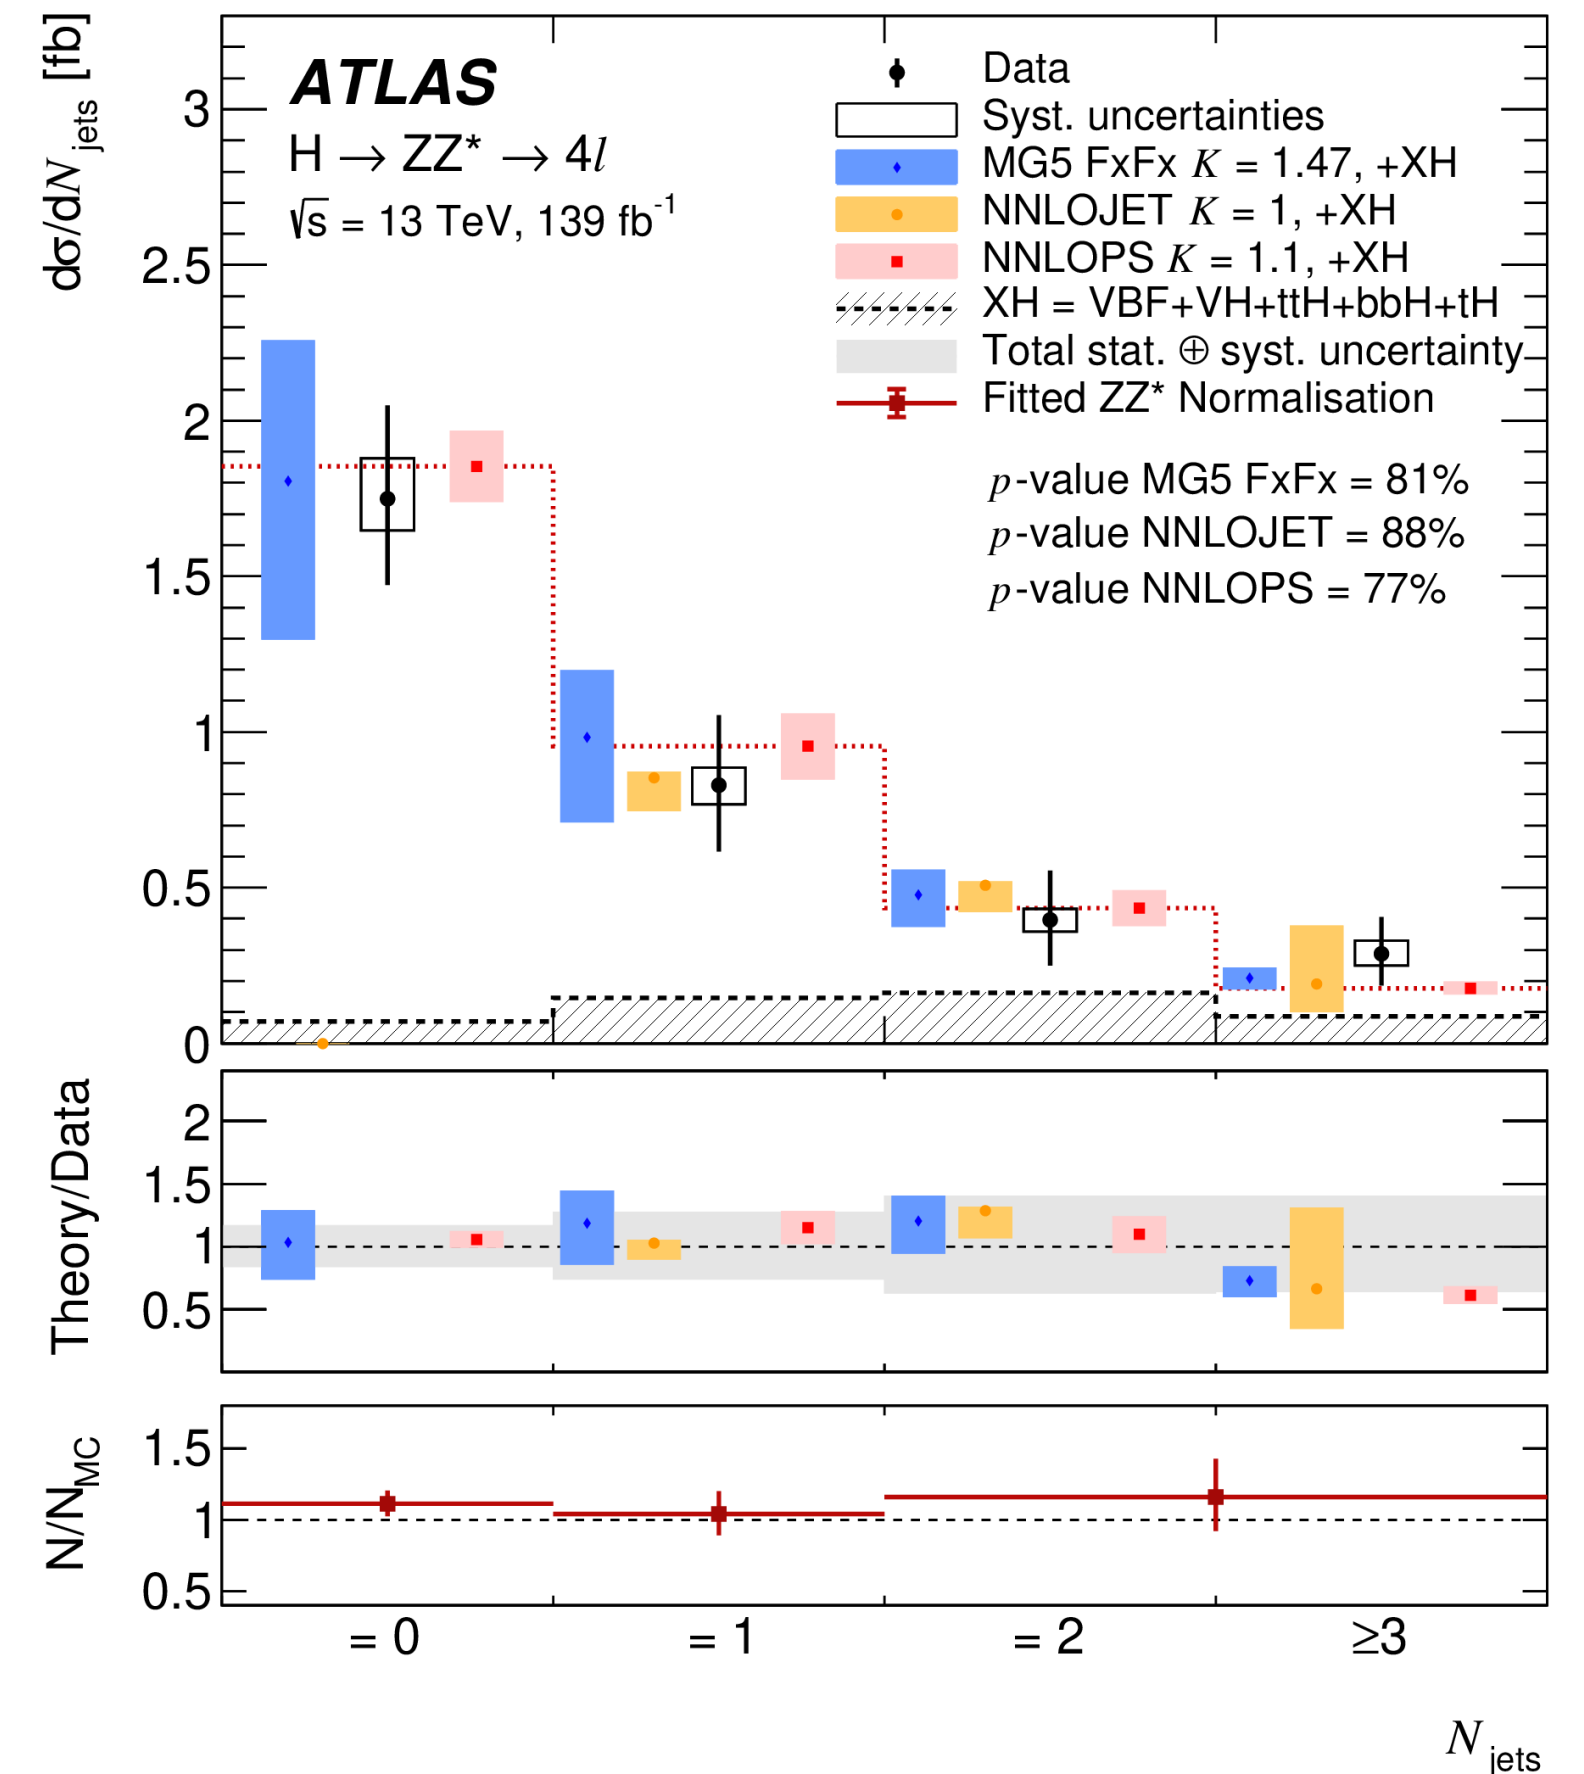 dσ/dN jets [fb]
ATLAS
H → ZZ* → 4l
√s = 13 TeV, 139 fb-1
Data
Syst. uncertainties
MG5 FxFx K = 1.47, +XH
NNLOJET K = 1, +XH
NNLOPS K = 1.1, +XH
XH = VBF+VH+ttH+bbH+tH
Total stat. ⊕ syst. uncertainty
Fitted ZZ* Normalisation
p-value MG5 FxFx = 81%
p-value NNLOJET = 88%
p-value NNLOPS = 77%
3
2.5
2
1.5
1
0.5
0
Theory/Data
2
1.5
1
0.5
N/NMC
1.5
1
0.5
= 0
= 1
= 2
≥3
N jets